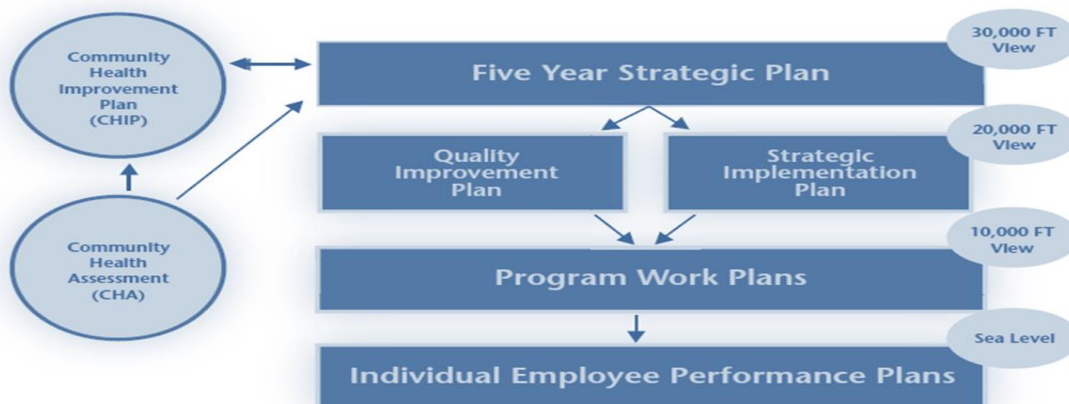 Community
Health
Improvement
Plan
(CHIP)
Five Year Strategic Plan
30,000 FT
View
Quality
Improvement
Plan
Strategic
Implementation
Plan
20,000 FT
View
Community
Health
Assessment
(CHA)
Program Work Plans
10,000 FT
View
Individual Employee Performance Plans
Sea Level